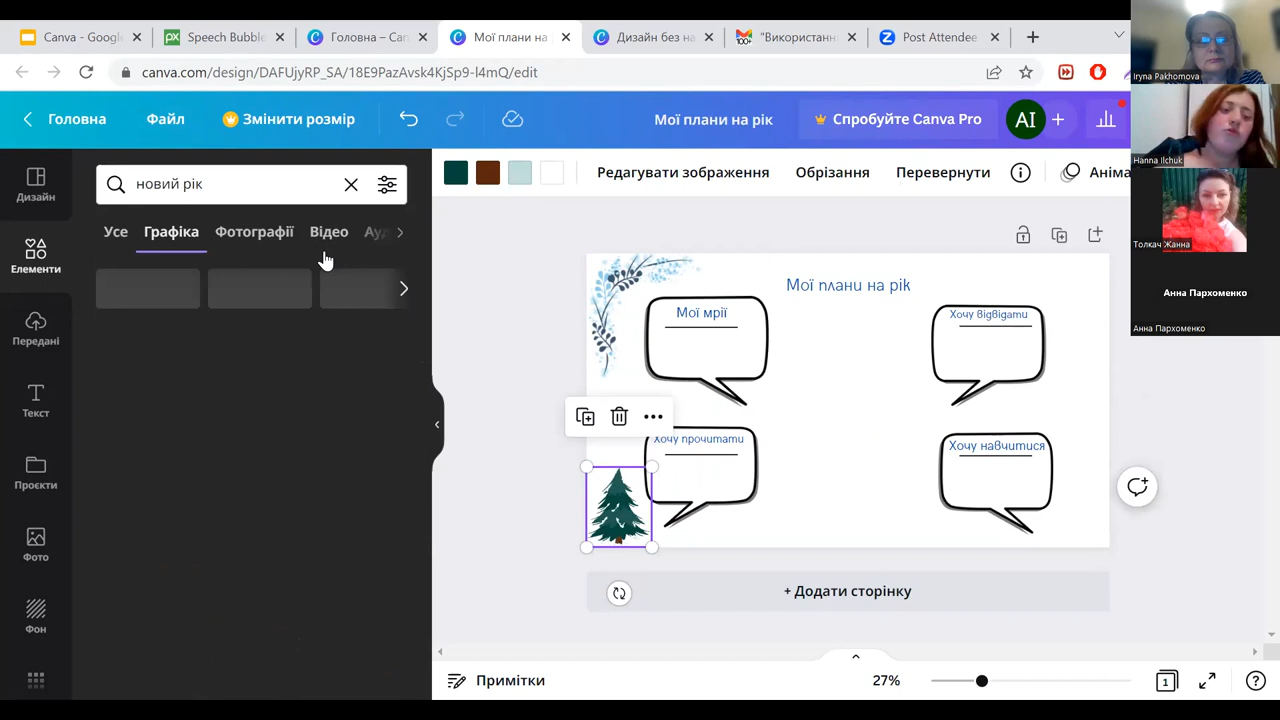 Canva - Google
Speech Bubble
Головна – Can
Мої плани на
Дизайн без на
"Використанн
Post Attendee
canva.com/design/DAFUjyRP_SA/18E9PazAvsk4KjSp9-l4mQ/edit
Головна
Файл
Змінити розмір
Мої плани на рік
Спробуйте Canva Pro
AI
Iryna Pakhomova
Hanna Ilchuk
Толкач Жанна
Анна Пархоменко
Анна Пархоменко
Дизайн
Елементи
Передані
Текст
Проєкти
Фото
Фон
новий рік
Усе
Графіка
Фотографії
Відео
Ауд
Редагувати зображення
Обрізання
Перевернути
Аніма
Мої плани на рік
Мої мрії
Хочу відвідати
Хочу прочитати
Хочу навчитися
+ Додати сторінку
Примітки
27%
1